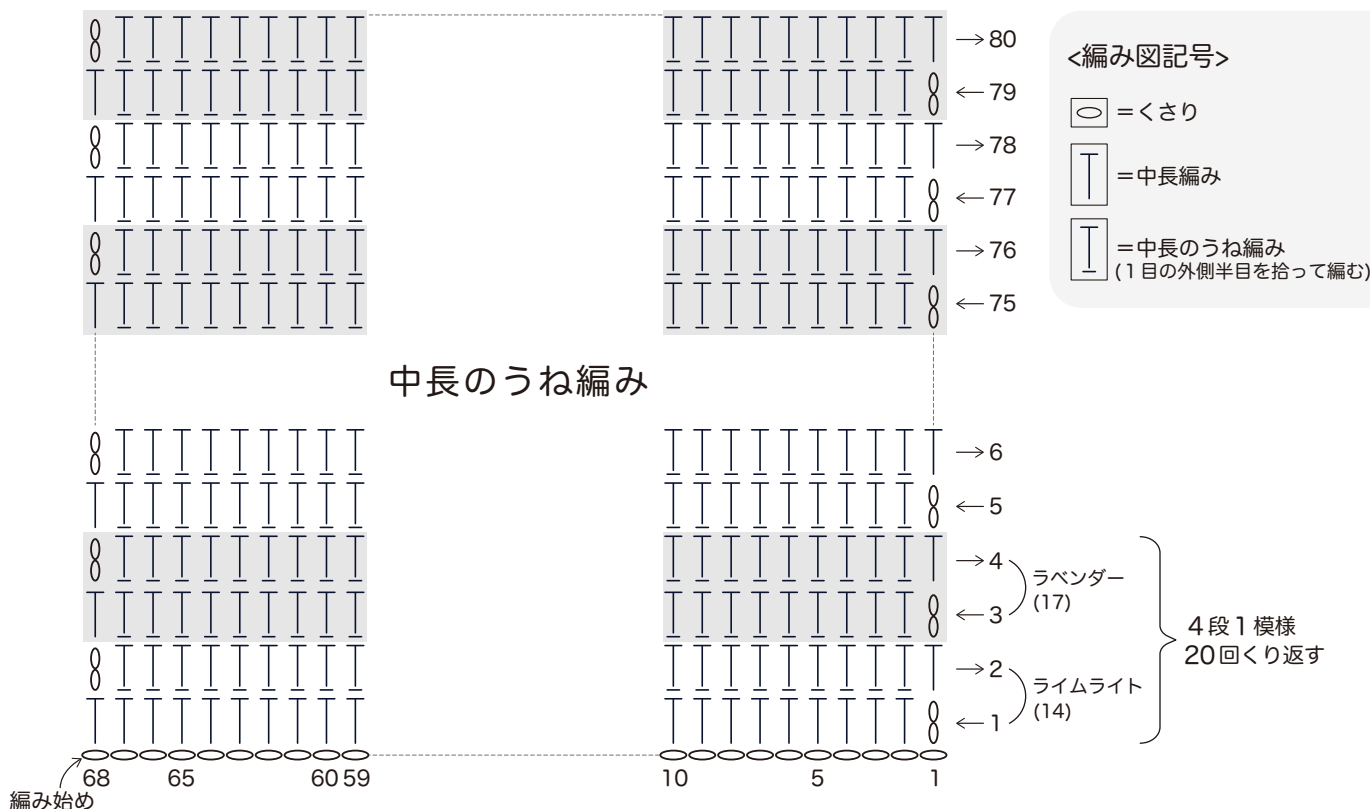 80
79
78
77
76
75
<編み図記号>
=くさり
=中長編み
=中長のうね編み
(1目の外側半目を拾って編む)
中長のうね編み
6
5
4
3
ラベンダー
(17)
2
1
ライムライト
(14)
4段1模様
20回くり返す
68 65 60 59 10 5 1
編み始め